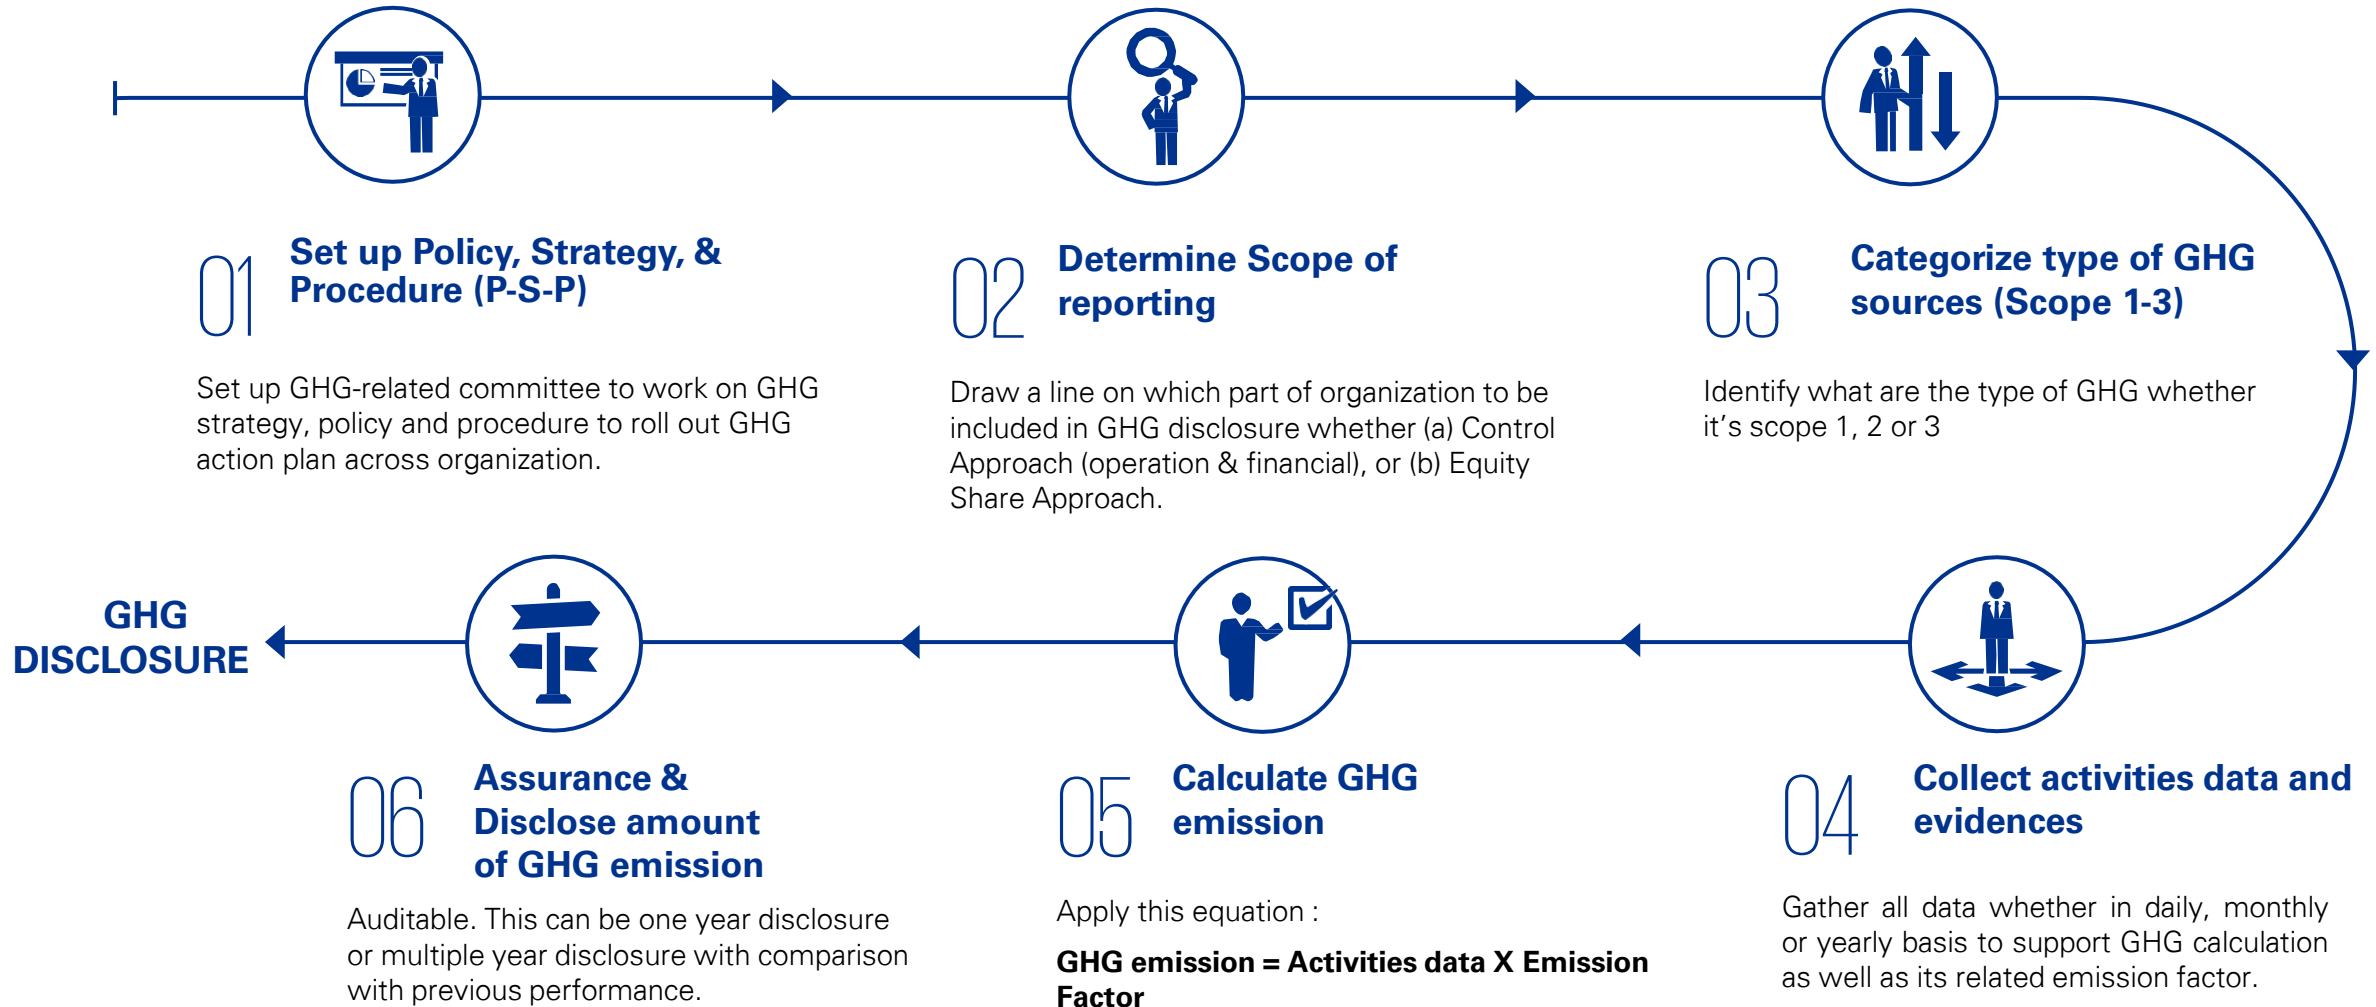 01
Set up Policy, Strategy, &
Procedure (P-S-P)
Set up GHG-related committee to work on GHG
strategy, policy and procedure to roll out GHG
action plan across organization.
02
Determine Scope of
reporting
Draw a line on which part of organization to be
included in GHG disclosure whether (a) Control
Approach (operation & financial), or (b) Equity
Share Approach.
03
Categorize type of GHG
sources (Scope 1-3)
Identify what are the type of GHG whether
it's scope 1, 2 or 3
04
Collect activities data and
evidences
Gather all data whether in daily, monthly
or yearly basis to support GHG calculation
as well as its related emission factor.
05
Calculate GHG
emission
Apply this equation :
GHG emission = Activities data X Emission
Factor
06
Assurance &
Disclose amount
of GHG emission
Auditable. This can be one year disclosure
or multiple year disclosure with comparison
with previous performance.
GHG
DISCLOSURE